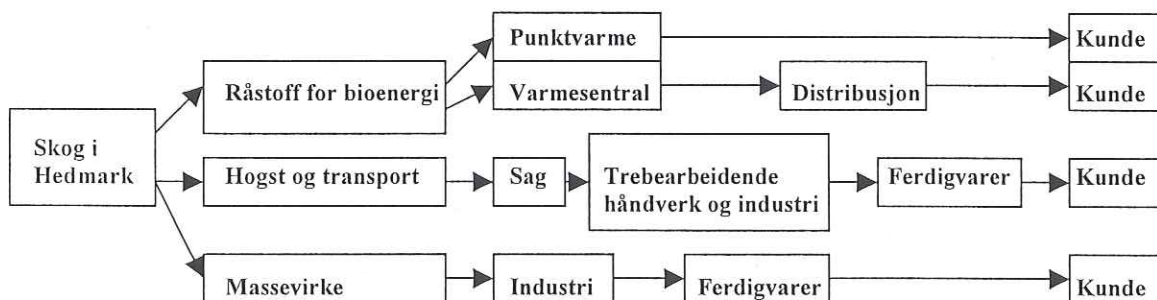 Punktvarme
Kunde
Råstoff for bioenergi
Varmesentral
Distribusjon
Kunde
Skog i
Hedmark
Hogst og transport
Sag
Trebearbeidende
håndverk og industri
Ferdigvarer
Kunde
Massevirke
Industri
Ferdigvarer
Kunde